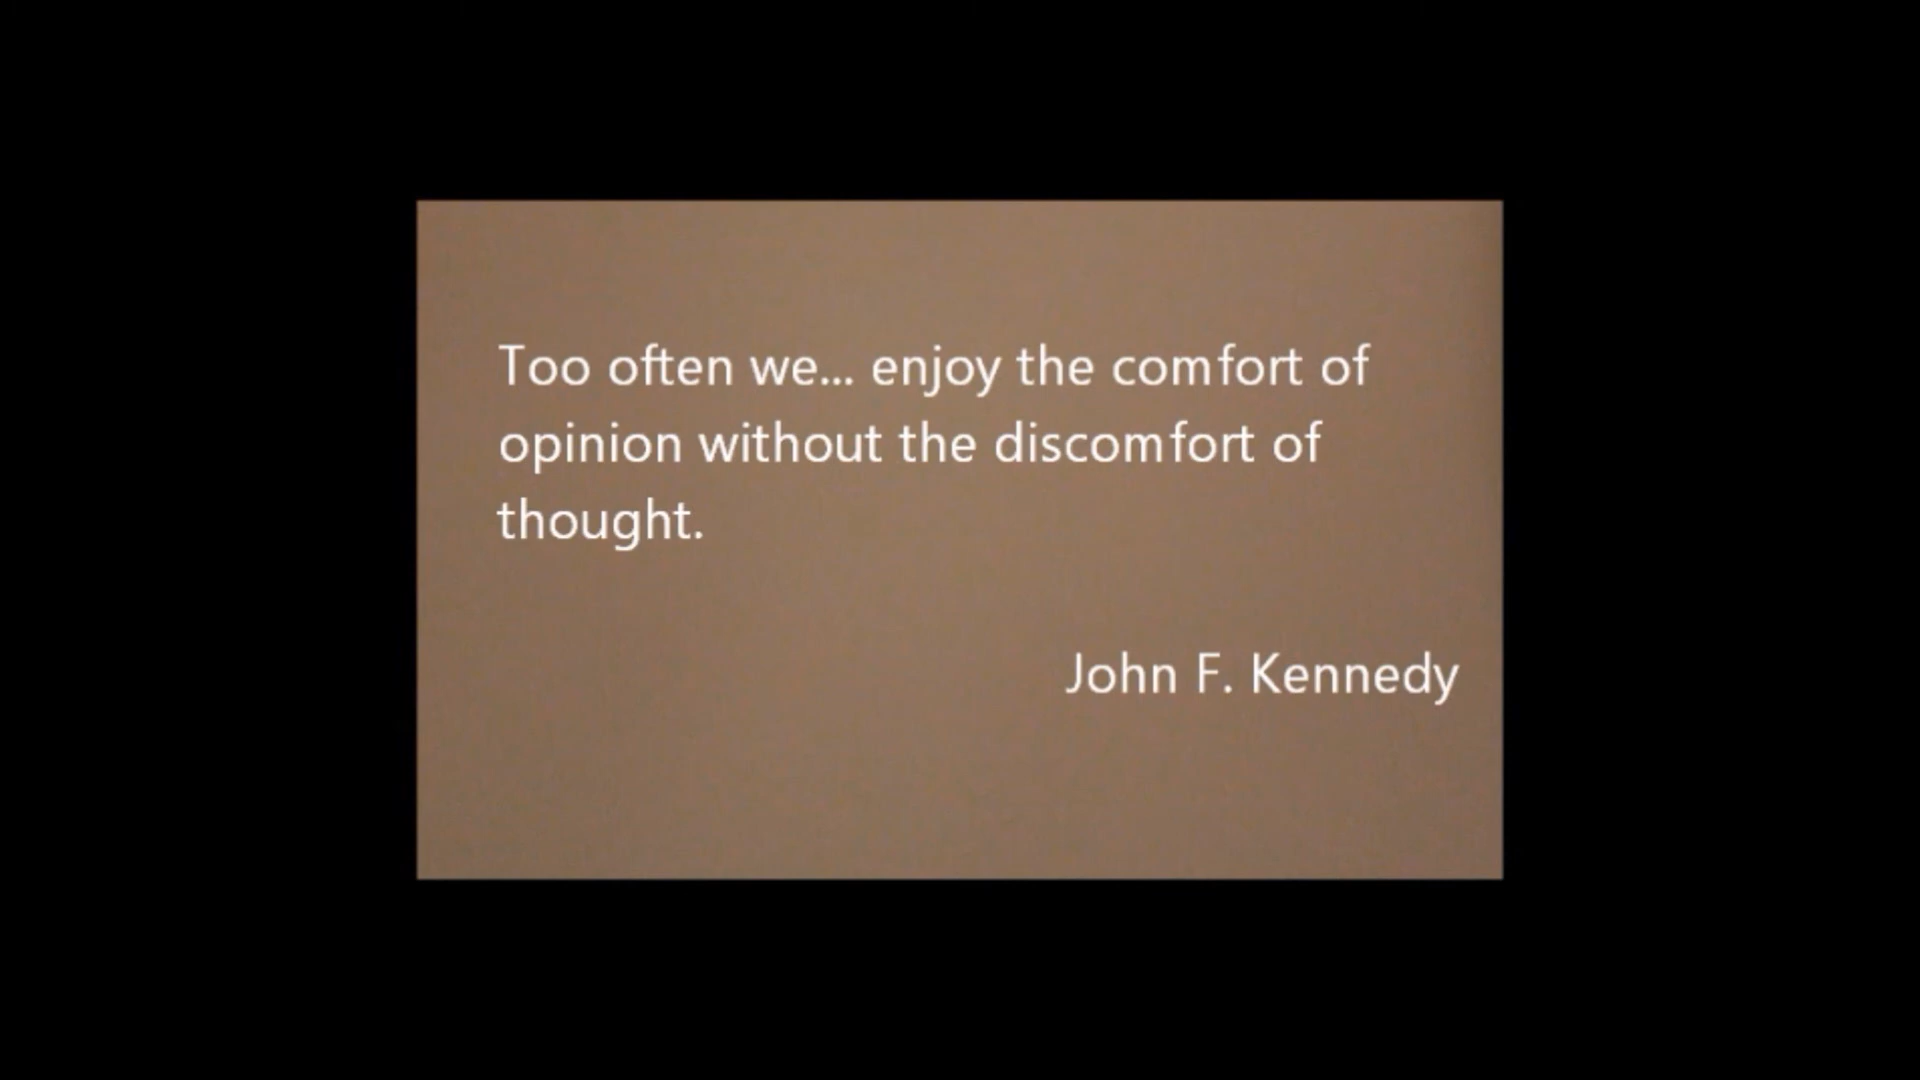 Too often we... enjoy the comfort of
opinion without the discomfort of
thought.
John F. Kennedy